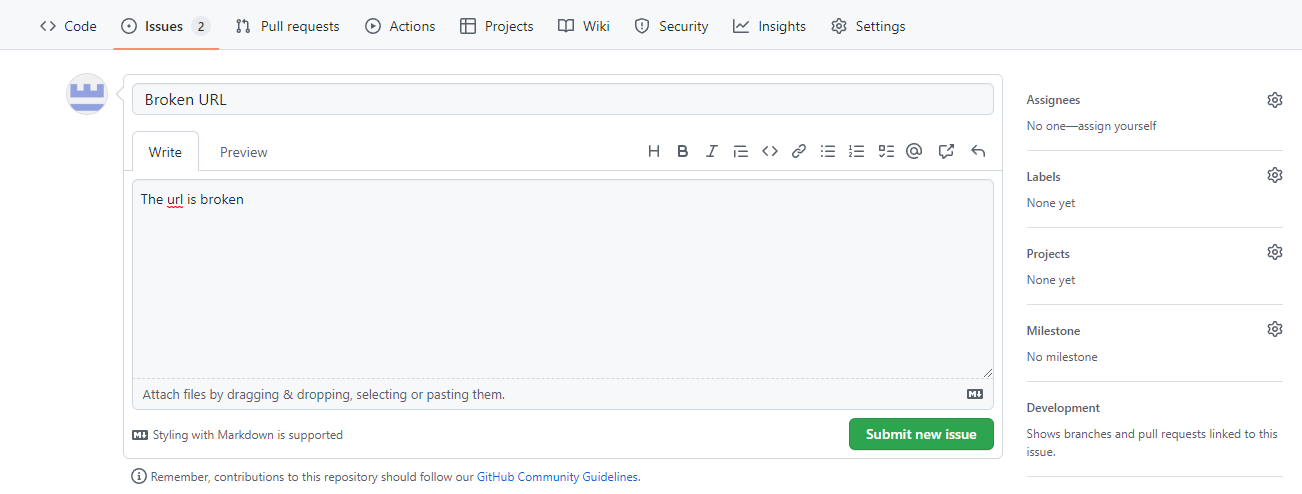 Code Issues 2 Pull requests Actions Projects Wiki Security Insights Settings
Broken URL
Write Preview
The url is broken
Attach files by dragging & dropping, selecting or pasting them.
Styling with Markdown is supported
Submit new issue
Remember, contributions to this repository should follow our GitHub Community Guidelines.
Assignees
No one—assign yourself
Labels
None yet
Projects
None yet
Milestone
No milestone
Development
Shows branches and pull requests linked to this
issue.